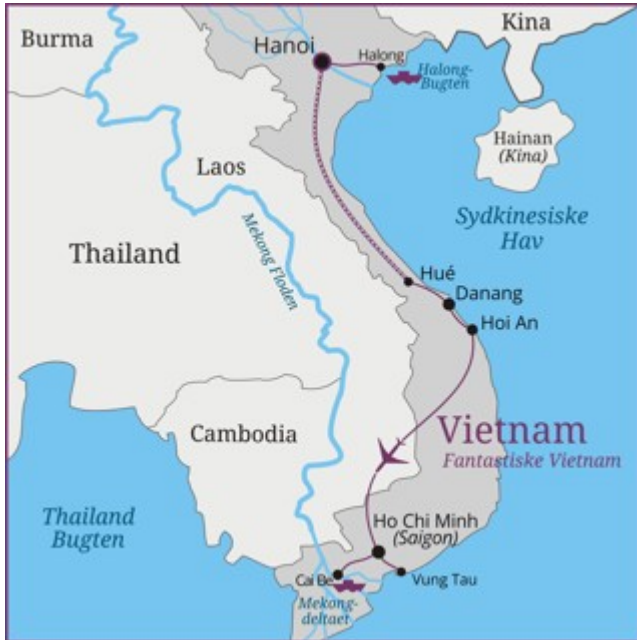 Burma
Kina
Hanoi
Halong
Halong-
Bugten
Hainan
(Kina)
Laos
Sydkinesiske
Hav
Thailand
Mekong Floden
Hué
Danang
Hoi An
Cambodia
Vietnam
Fantastiske Vietnam
Thailand
Bugten
Ho Chi Minh
(Saigon)
Cai Be
Vung Tau
Mekong-
deltaet